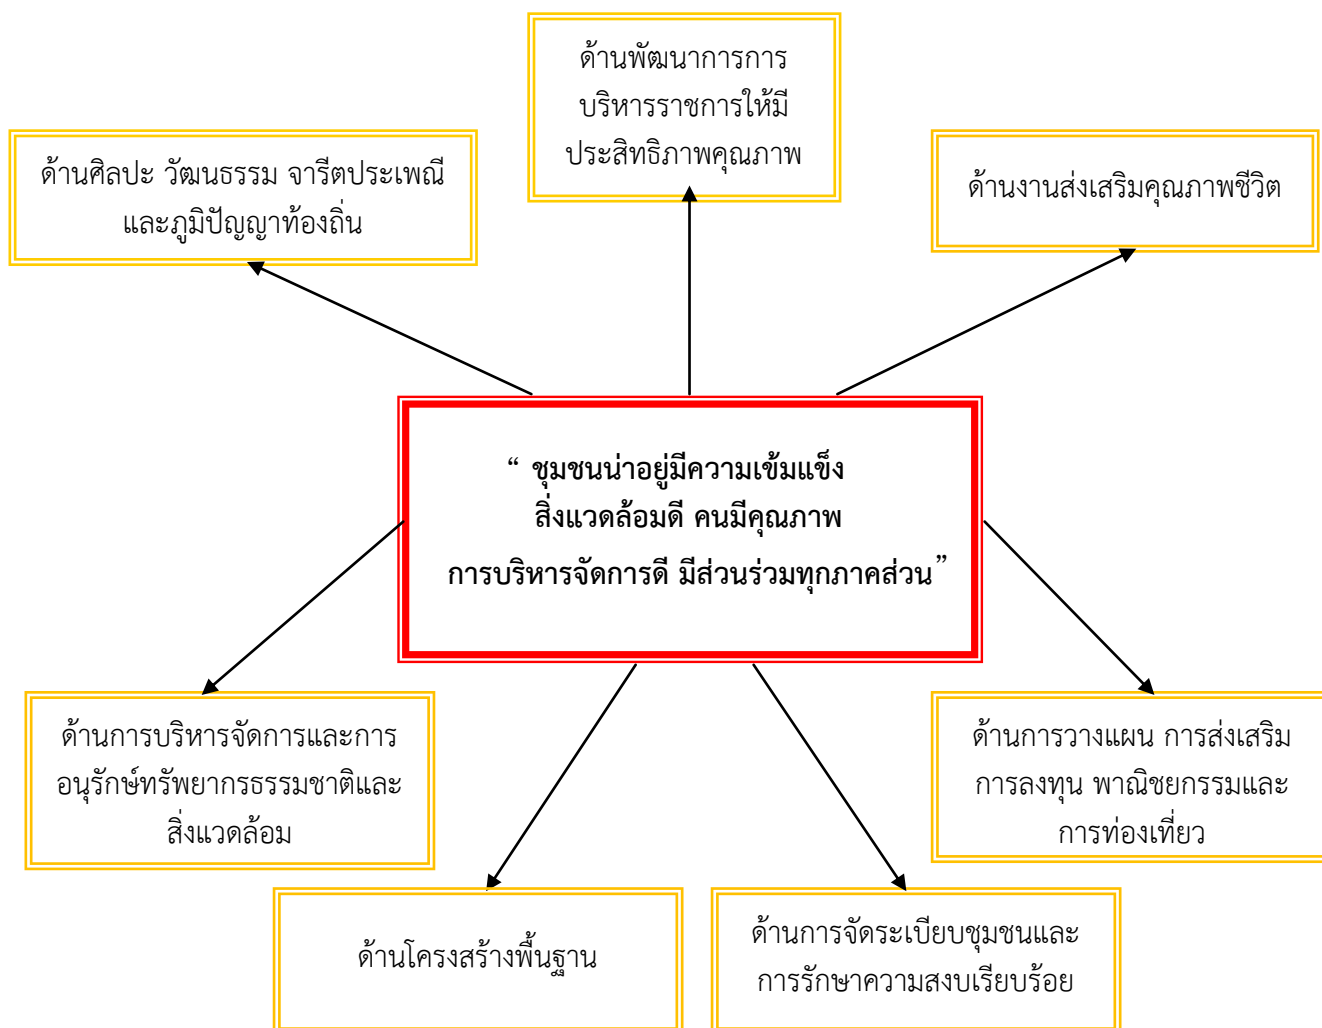 ด้านพัฒนาการการ
บริหารราชการให้มี
ประสิทธิภาพคุณภาพ
ด้านศิลปะ วัฒนธรรม จารีตประเพณี
และภูมิปัญญาท้องถิ่น
ด้านงานส่งเสริมคุณภาพชีวิต
“ ชุมชนน่าอยู่มีความเข้มแข็ง
สิ่งแวดล้อมดี คนมีคุณภาพ
การบริหารจัดการดี มีส่วนร่วมทุกภาคส่วน”
ด้านการบริหารจัดการและการ
อนุรักษ์ทรัพยากรธรรมชาติและ
สิ่งแวดล้อม
ด้านการวางแผน การส่งเสริม
การลงทุน พาณิชยกรรมและ
การท่องเที่ยว
ด้านโครงสร้างพื้นฐาน
ด้านการจัดระเบียบชุมชนและ
การรักษาความสงบเรียบร้อย